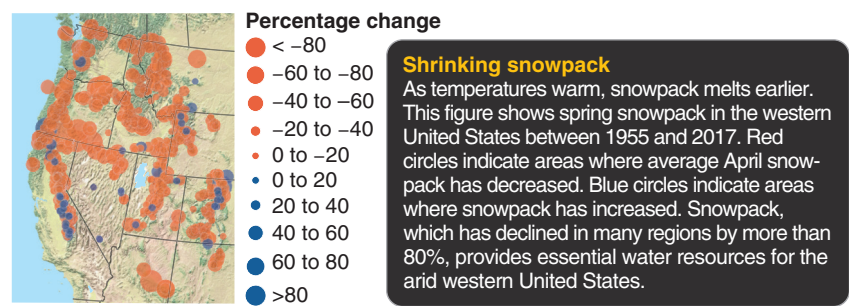 Percentage change
< −80
−60 to −80
−40 to −60
−20 to −40
0 to −20
0 to 20
20 to 40
40 to 60
60 to 80
>80
Shrinking snowpack
As temperatures warm, snowpack melts earlier.
This figure shows spring snowpack in the western
United States between 1955 and 2017. Red
circles indicate areas where average April snow-
pack has decreased. Blue circles indicate areas
where snowpack has increased. Snowpack,
which has declined in many regions by more than
80%, provides essential water resources for the
arid western United States.